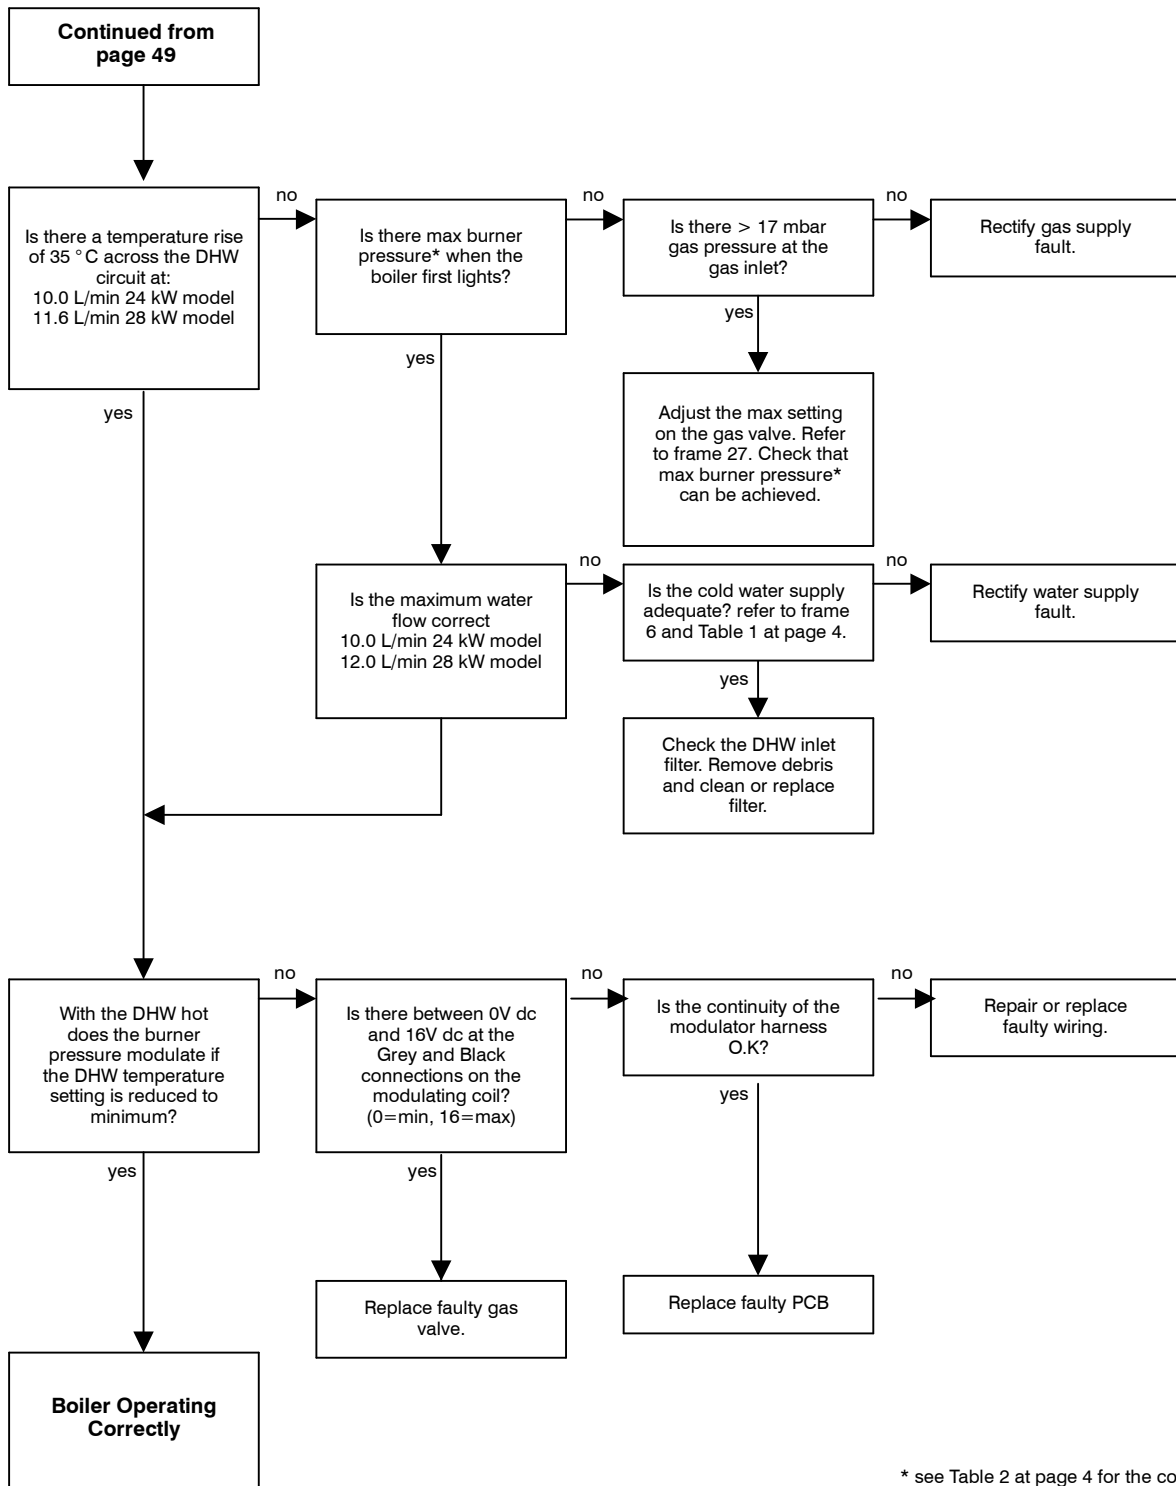 Continued from
page 49
Is there a temperature rise
of 35 °C across the DHW
circuit at:
10.0 L/min 24 kW model
11.6 L/min 28 kW model
no
Is there max burner
pressure* when the
boiler first lights?
no
Is there > 17 mbar
gas pressure at the
gas inlet?
no
Rectify gas supply
fault.
yes
Adjust the max setting
on the gas valve. Refer
to frame 27. Check that
max burner pressure*
can be achieved.
yes
yes
Is the maximum water
flow correct
10.0 L/min 24 kW model
12.0 L/min 28 kW model
no
Is the cold water supply
adequate? refer to frame
6 and Table 1 at page 4.
no
Rectify water supply
fault.
yes
Check the DHW inlet
filter. Remove debris
and clean or replace
filter.
With the DHW hot
does the burner
pressure modulate if
the DHW temperature
setting is reduced to
minimum?
no
Is there between 0V dc
and 16V dc at the
Grey and Black
connections on the
modulating coil?
(0=min, 16=max)
no
Is the continuity of the
modulator harness
O.K?
no
Repair or replace
faulty wiring.
yes
yes
yes
Replace faulty gas
valve.
Replace faulty PCB
Boiler Operating
Correctly
* see Table 2 at page 4 for the co